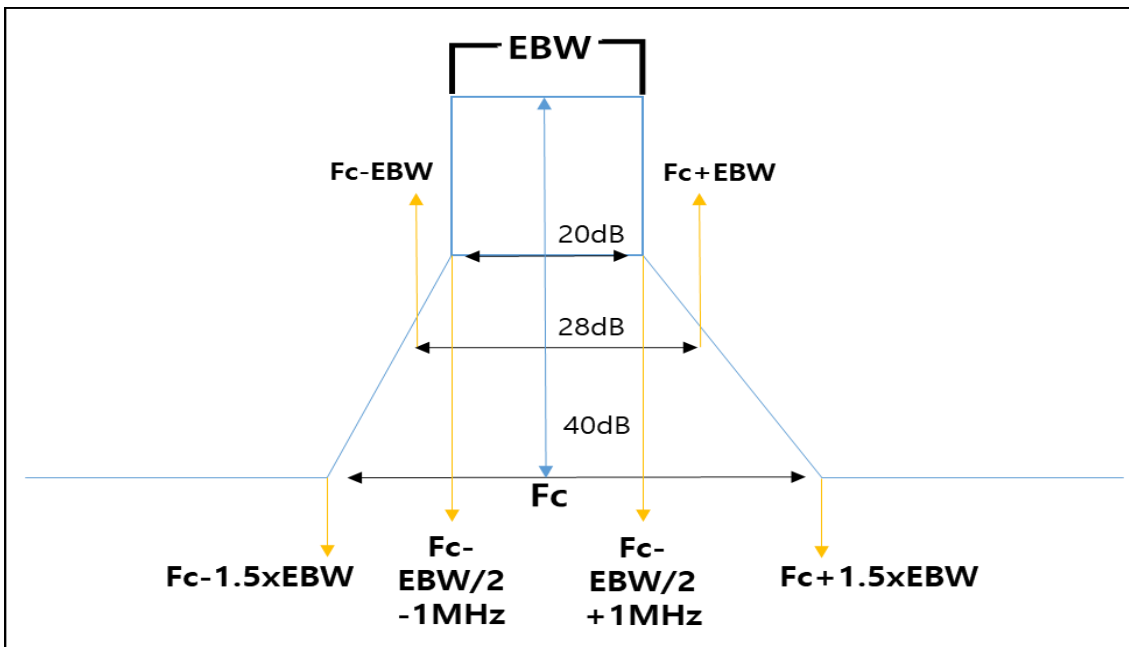 EBW
Fc-EBW
Fc+EBW
20dB
28dB
40dB
Fc
Fc-1.5xEBW
Fc-
EBW/2
-1MHz
Fc-
EBW/2
+1MHz
Fc+1.5xEBW